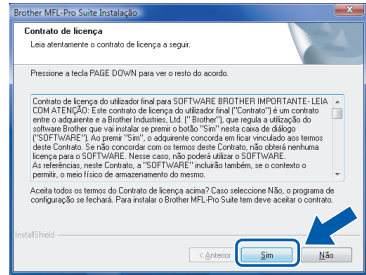 Brother MFL-Pro Suite Instalação
Contrato de licença
Leia atentamente o contrato de licença a seguir.
Pressione a tecla PAGE DOWN para ver o resto do acordo.
Contrato de licença do utilizador final para SOFTWARE BROTHER IMPORTANTE- LEIA
COM ATENÇÃO: Este contrato de licença do utilizador final ("Contrato") é um contrato
entre o adquirente e a Brother Industries, Ltd. (" Brother"), que regula a utilização do
software Brother que vai instalar se premir o botão "Sim" nesta caixa de diálogo
("SOFTWARE"). Ao premir "Sim", o adquirente concorda em ficar vinculado aos termos
deste Contrato. Se não concordar com os termos deste Contrato, não obterá nenhuma
licença para o SOFTWARE. Nesse caso, não poderá utilizar o SOFTWARE.
As referências, neste Contrato, a "SOFTWARE" incluirão também, se o contexto o
permitir, o meio físico de armazenamento do mesmo.
Aceita todos os termos do Contrato de licença acima? Caso seleccione Não, o programa de
configuração se fechará. Para instalar o Brother MFL-Pro Suite tem deve aceitar o contrato.
InstallShield
< Anterior
Sim
Não